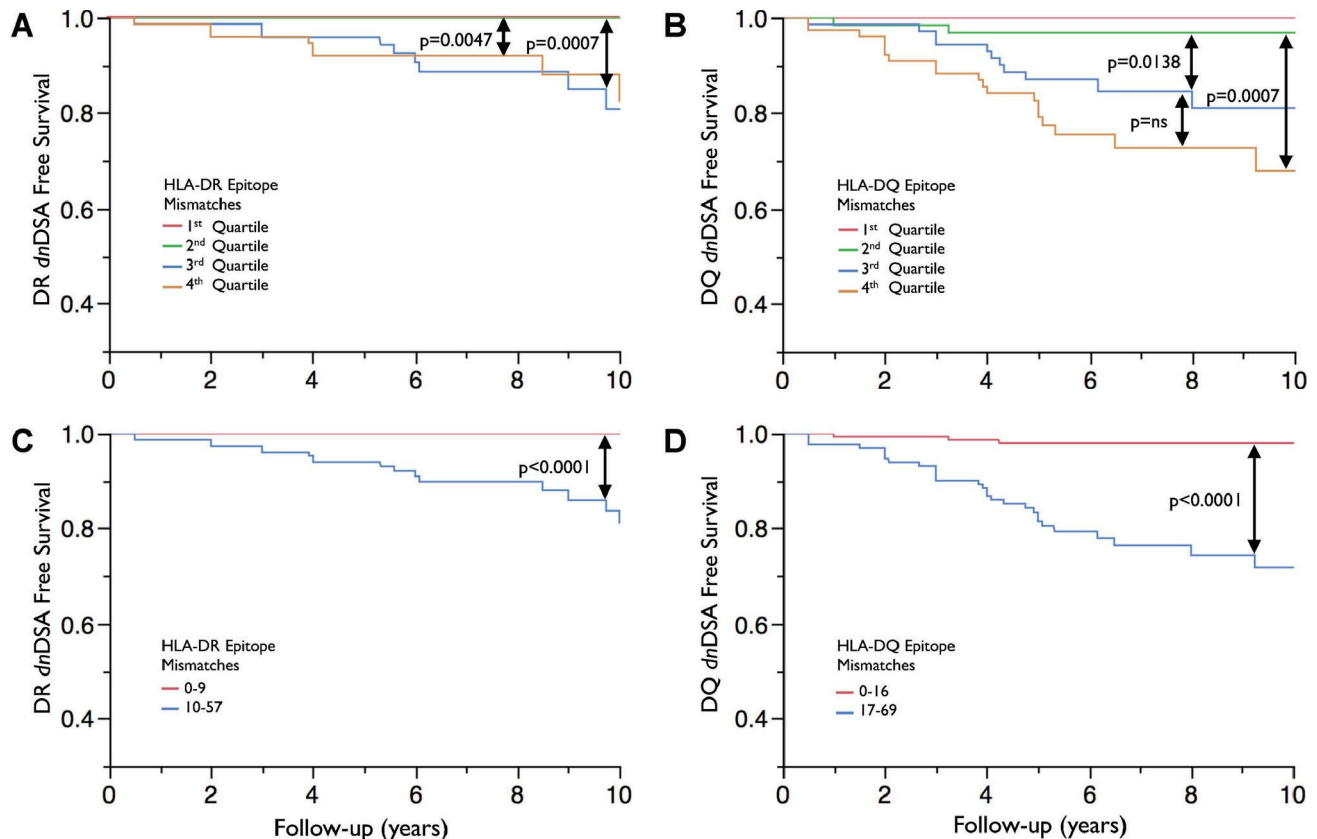 A
DR dnDSA Free Survival
1.0
0.8
0.6
0.4
p=0.0047
p=0.0007
HLA-DR Epitope
Mismatches
1st Quartile
2nd Quartile
3rd Quartile
4th Quartile
0 2 4 6 8 10
B
DQ dnDSA Free Survival
1.0
0.8
0.6
0.4
p=0.0138
p=0.0007
p=ns
HLA-DQ Epitope
Mismatches
1st Quartile
2nd Quartile
3rd Quartile
4th Quartile
0 2 4 6 8 10
C
DR dnDSA Free Survival
1.0
0.8
0.6
0.4
p<0.0001
HLA-DR Epitope
Mismatches
0-9
10-57
0 2 4 6 8 10
Follow-up (years)
D
DQ dnDSA Free Survival
1.0
0.8
0.6
0.4
p<0.0001
HLA-DQ Epitope
Mismatches
0-16
17-69
0 2 4 6 8 10
Follow-up (years)